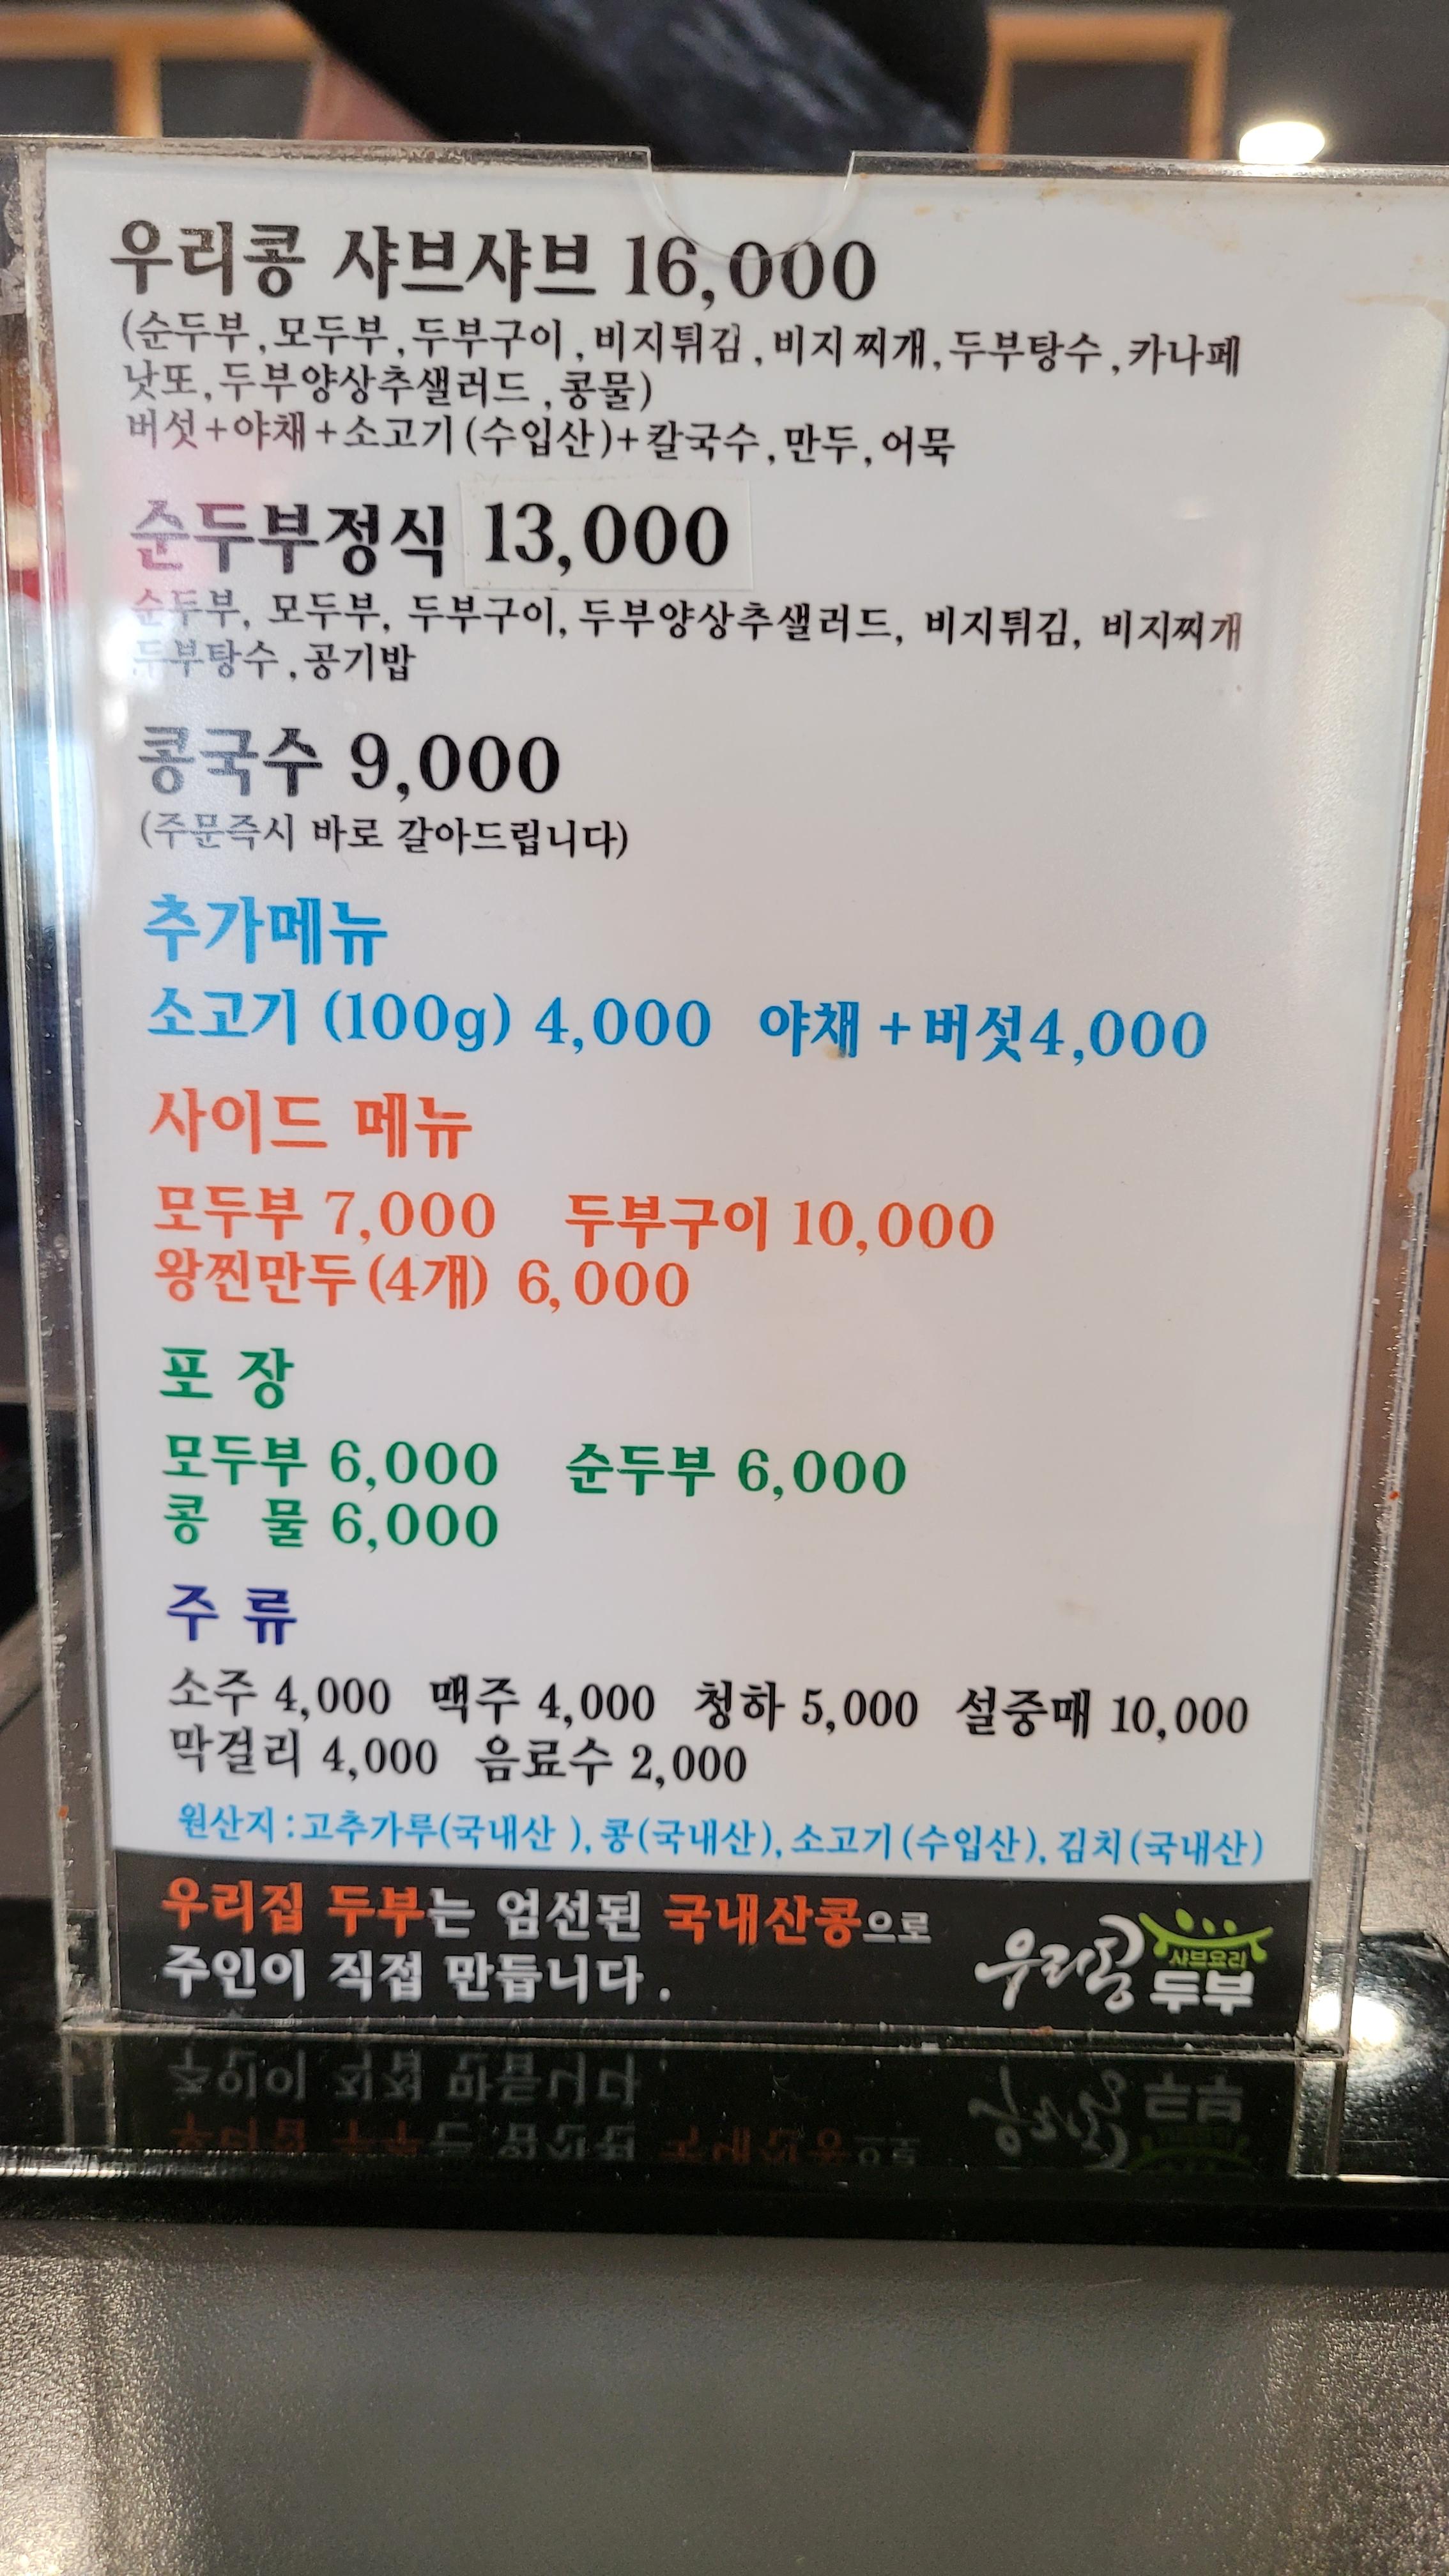 우리콩 샤브샤브 16,000
(순두부,모두부,두부구이,비지튀김,비지찌개,두부탕수,카나페
낫또,두부양상추샐러드,콩물)
버섯+야채+소고기(수입산)+칼국수,만두,어묵
순두부정식 13,000
순두부, 모두부, 두부구이, 두부양상추샐러드, 비지튀김, 비지찌개
두부탕수,공기밥
콩국수 9,000
(주문즉시 바로 갈아드립니다)
추가메뉴
소고기 (100g) 4,000 야채+버섯4,000
사이드 메뉴
모두부 7,000 두부구이 10,000
왕찐만두(4개) 6,000
포 장
모두부 6,000 순두부 6,000
콩 물 6,000
주 류
소주 4,000 맥주 4,000 청하 5,000 설중매 10,000
막걸리 4,000 음료수 2,000
원산지:고추가루(국내산 ), 콩(국내산), 소고기(수입산), 김치(국내산)
우리집 두부는 엄선된 국내산콩으로
주인이 직접 만듭니다.
우리콩 샤브요리 두부